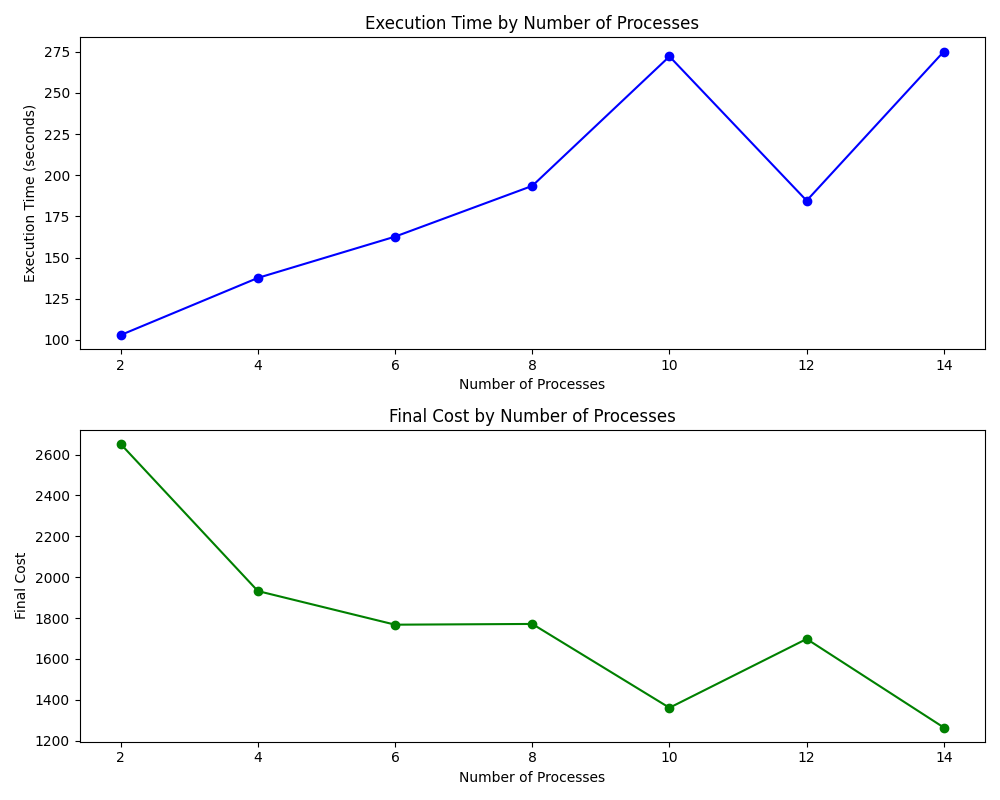 Execution Time by Number of Processes
275
250
225
200
175
150
125
100
Execution Time (seconds)
2 4 6 8 10 12 14
Number of Processes
Final Cost by Number of Processes
2600
2400
2200
2000
1800
1600
1400
1200
Final Cost
2 4 6 8 10 12 14
Number of Processes